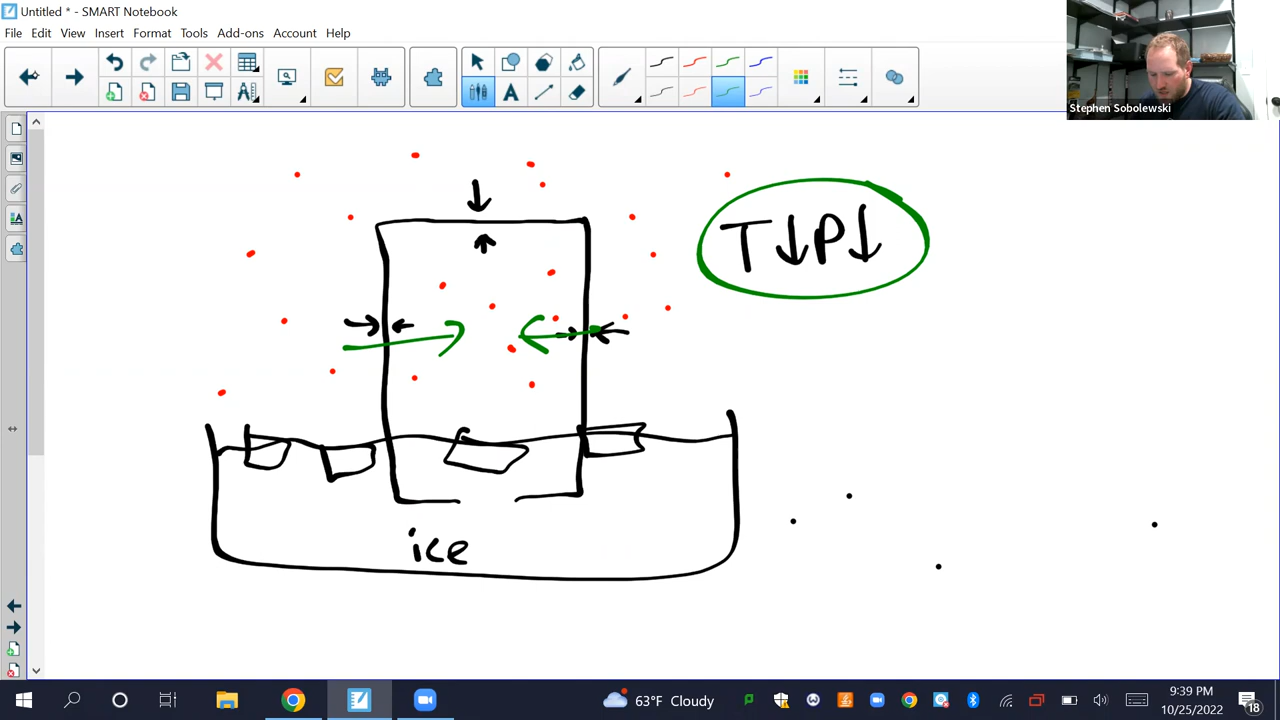 Untitled * - SMART Notebook
File Edit View Insert Format Tools Add-ons Account Help
Stephen Sobolewski
T↓P↓
ice
63°F Cloudy
9:39 PM
10/25/2022
18